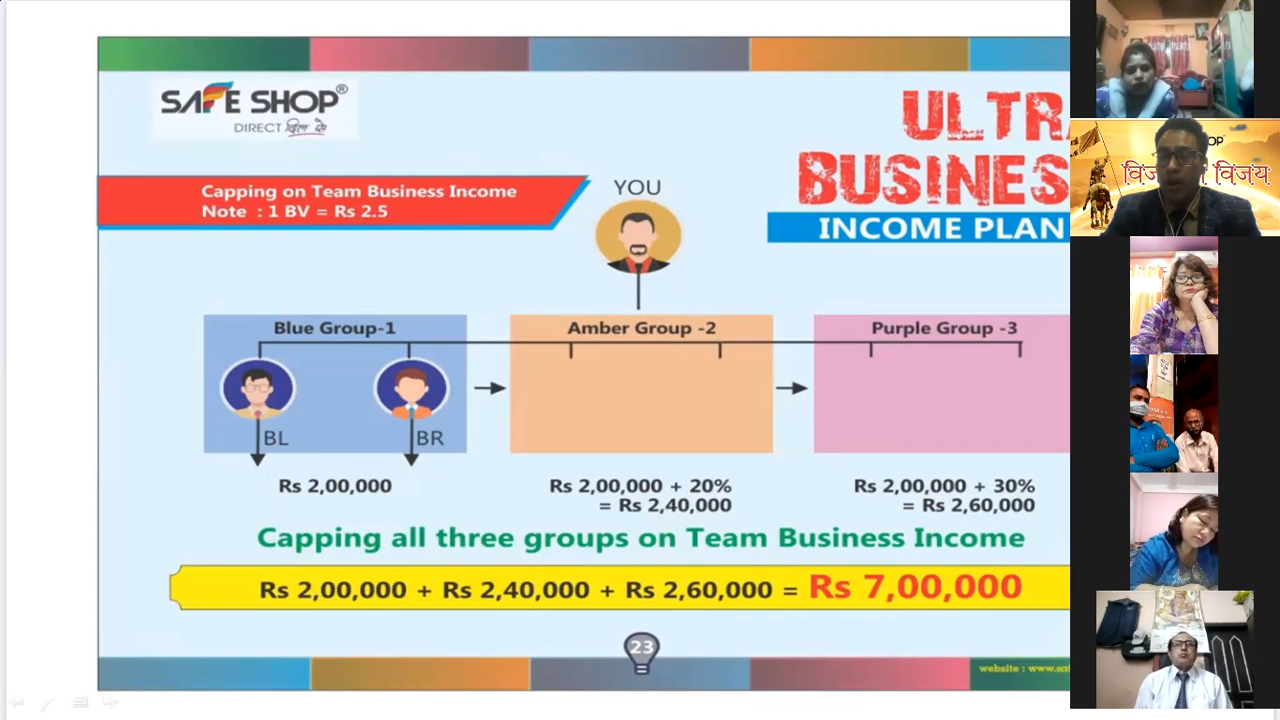 SAFE SHOP®
DIRECT दिल से
ULTR
BUSINES
INCOME PLAN
Capping on Team Business Income
Note : 1 BV = Rs 2.5
YOU
Blue Group-1
Amber Group -2
Purple Group -3
BL
BR
Rs 2,00,000
Rs 2,00,000 + 20%
= Rs 2,40,000
Rs 2,00,000 + 30%
= Rs 2,60,000
Capping all three groups on Team Business Income
Rs 2,00,000 + Rs 2,40,000 + Rs 2,60,000 = Rs 7,00,000
23
website : www.sa
OP
विजय